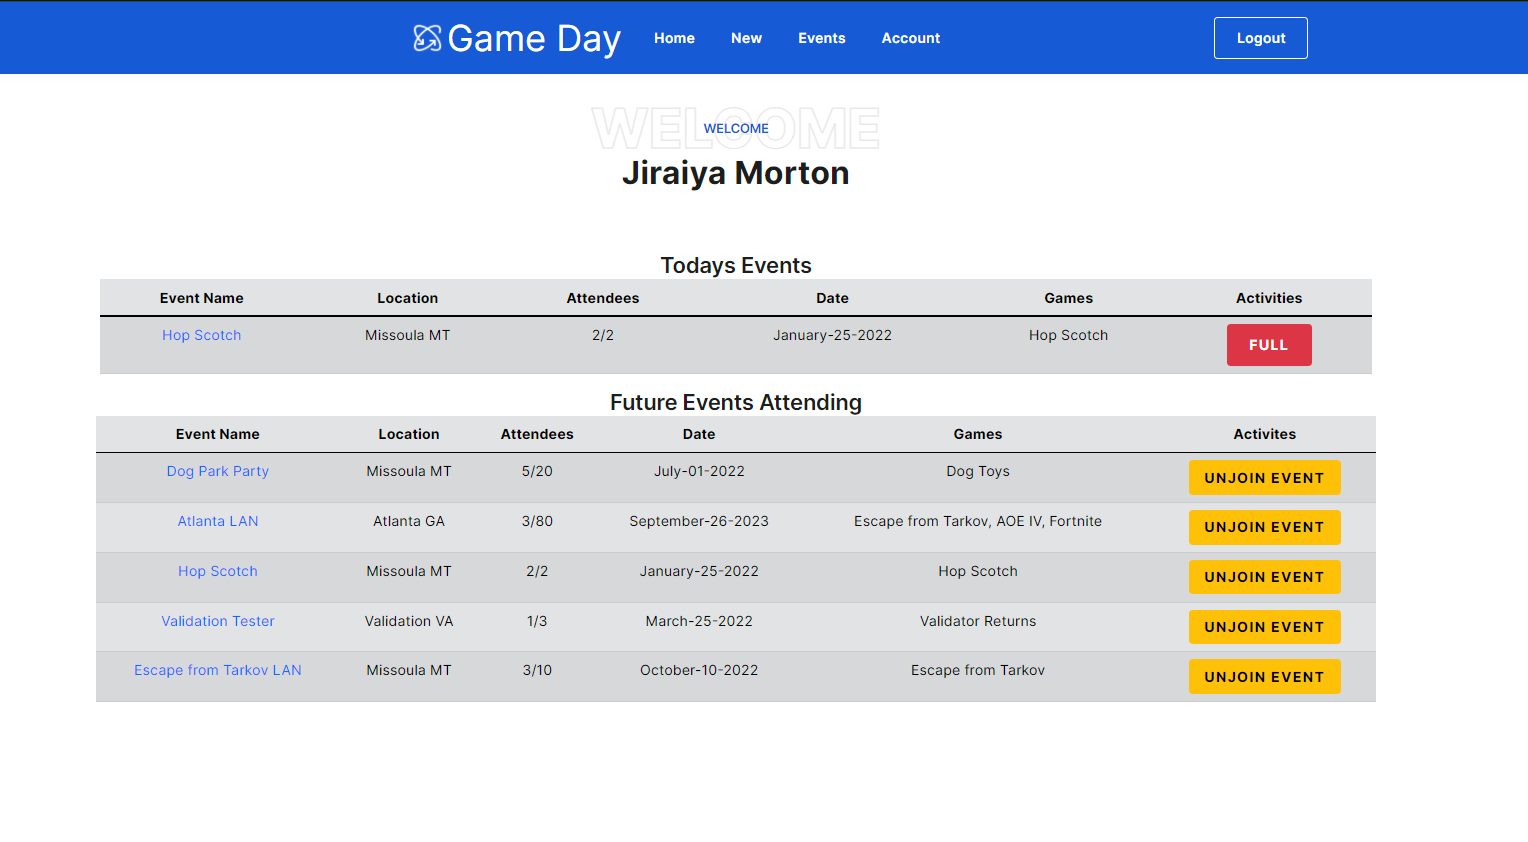 Game Day Home New Events Account Logout
WELCOME
WELCOME
Jiraiya Morton
Todays Events
Event Name Location Attendees Date Games Activities
Hop Scotch Missoula MT 2/2 January-25-2022 Hop Scotch FULL
Future Events Attending
Event Name Location Attendees Date Games Activites
Dog Park Party Missoula MT 5/20 July-01-2022 Dog Toys UNJOIN EVENT
Atlanta LAN Atlanta GA 3/80 September-26-2023 Escape from Tarkov, AOE IV, Fortnite UNJOIN EVENT
Hop Scotch Missoula MT 2/2 January-25-2022 Hop Scotch UNJOIN EVENT
Validation Tester Validation VA 1/3 March-25-2022 Validator Returns UNJOIN EVENT
Escape from Tarkov LAN Missoula MT 3/10 October-10-2022 Escape from Tarkov UNJOIN EVENT